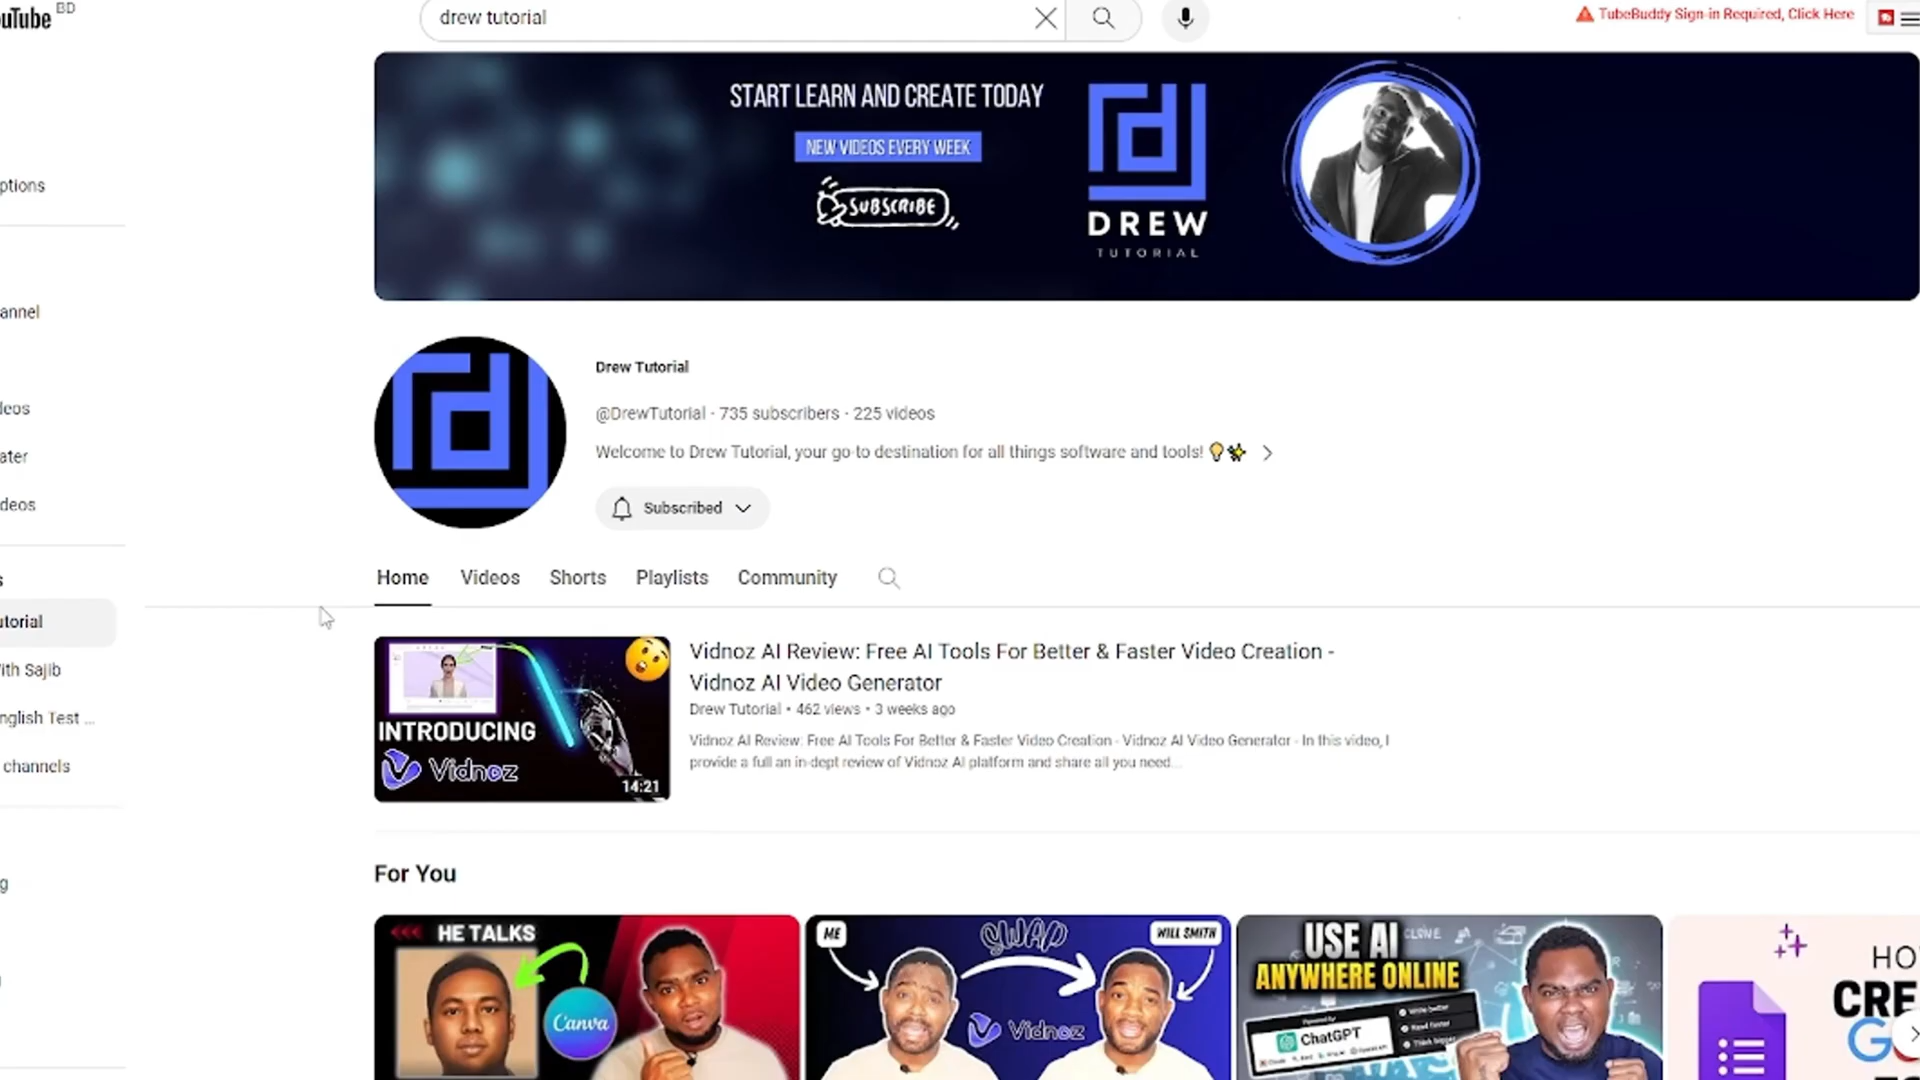 BD
drew tutorial
TubeBuddy Sign-in Required, Click Here
START LEARN AND CREATE TODAY
NEW VIDEOS EVERY WEEK
SUBSCRIBE
DREW
TUTORIAL
ptions
annel
Drew Tutorial
@DrewTutorial · 735 subscribers · 225 videos
deos
Welcome to Drew Tutorial, your go-to destination for all things software and tools!
ater
deos
Subscribed
s
Home
Videos
Shorts
Playlists
Community
utorial
ith Sajib
nglish Test ...
channels
INTRODUCING
Vidnoz
14:21
Vidnoz AI Review: Free AI Tools For Better & Faster Video Creation -
Vidnoz AI Video Generator
Drew Tutorial • 462 views • 3 weeks ago
Vidnoz AI Review: Free AI Tools For Better & Faster Video Creation - Vidnoz AI Video Generator - In this video, I
provide a full an in-dept review of Vidnoz AI platform and share all you need...
For You
g
HE TALKS
Canva
ME
SWAP
WILL SMITH
Vidnoz
USE AI
ANYWHERE ONLINE
ChatGPT
HO
CRE